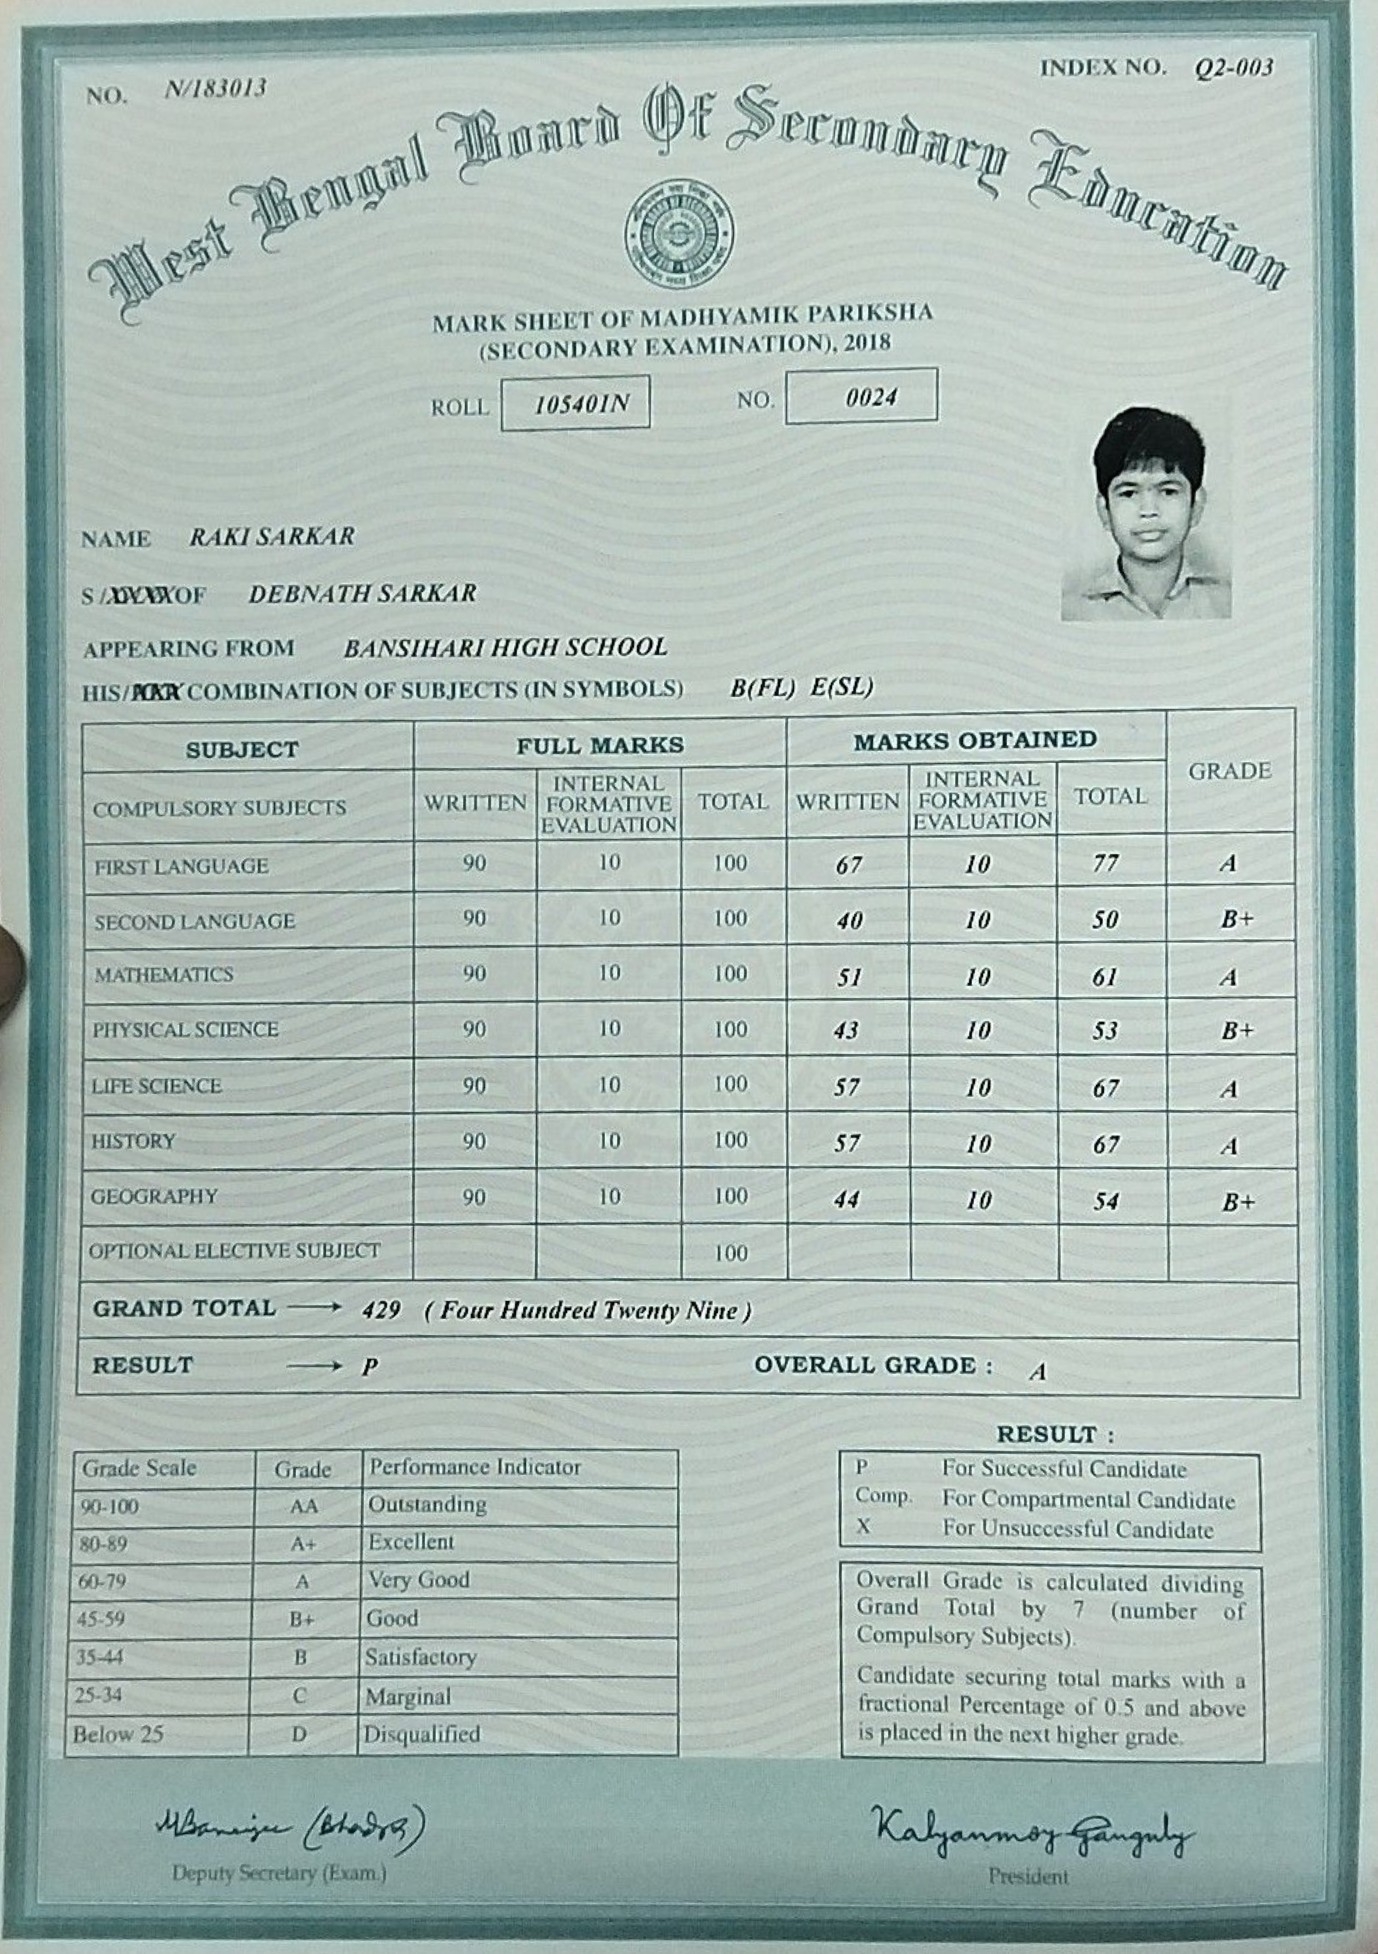 NO. N/183013
INDEX NO. Q2-003
West Bengal Board Of Secondary Education
MARK SHEET OF MADHYAMIK PARIKSHA
(SECONDARY EXAMINATION), 2018
ROLL 105401N NO. 0024
NAME RAKI SARKAR
S / OF DEBNATH SARKAR
APPEARING FROM BANSIHARI HIGH SCHOOL
HIS/ COMBINATION OF SUBJECTS (IN SYMBOLS) B(FL) E(SL)
SUBJECT FULL MARKS MARKS OBTAINED GRADE
COMPULSORY SUBJECTS WRITTEN INTERNAL FORMATIVE EVALUATION TOTAL WRITTEN INTERNAL FORMATIVE EVALUATION TOTAL
FIRST LANGUAGE 90 10 100 67 10 77 A
SECOND LANGUAGE 90 10 100 40 10 50 B+
MATHEMATICS 90 10 100 51 10 61 A
PHYSICAL SCIENCE 90 10 100 43 10 53 B+
LIFE SCIENCE 90 10 100 57 10 67 A
HISTORY 90 10 100 57 10 67 A
GEOGRAPHY 90 10 100 44 10 54 B+
OPTIONAL ELECTIVE SUBJECT 100
GRAND TOTAL → 429 ( Four Hundred Twenty Nine )
RESULT → P OVERALL GRADE : A
Grade Scale Grade Performance Indicator
90-100 AA Outstanding
80-89 A+ Excellent
60-79 A Very Good
45-59 B+ Good
35-44 B Satisfactory
25-34 C Marginal
Below 25 D Disqualified
RESULT :
P For Successful Candidate
Comp. For Compartmental Candidate
X For Unsuccessful Candidate
Overall Grade is calculated dividing
Grand Total by 7 (number of
Compulsory Subjects).
Candidate securing total marks with a
fractional Percentage of 0.5 and above
is placed in the next higher grade.
MBanerjee (Bhadra)
Deputy Secretary (Exam.)
Kalyanmoy Ganguly
President